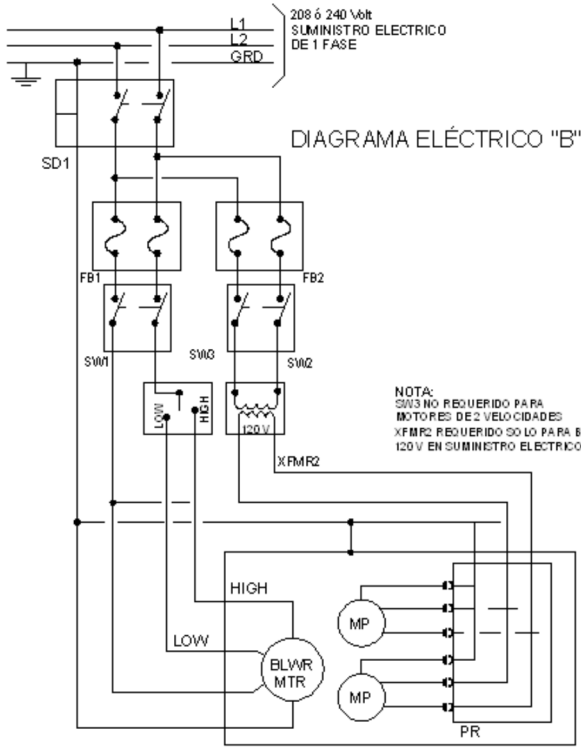 L1
L2
GRD
208 ó 240 Volt
SUMINISTRO ELECTRICO
DE 1 FASE
DIAGRAMA ELÉCTRICO "B"
SD1
FB1
FB2
SW1
SW3
SW2
LOW
HIGH
120 V
XFMR2
NOTA:
SW3 NO REQUERIDO PARA
MOTORES DE 2 VELOCIDADES
XFMR2 REQUERIDO SOLO PARA B
120 V EN SUMINISTRO ELECTRICO
HIGH
LOW
BLWR
MTR
MP
MP
PR